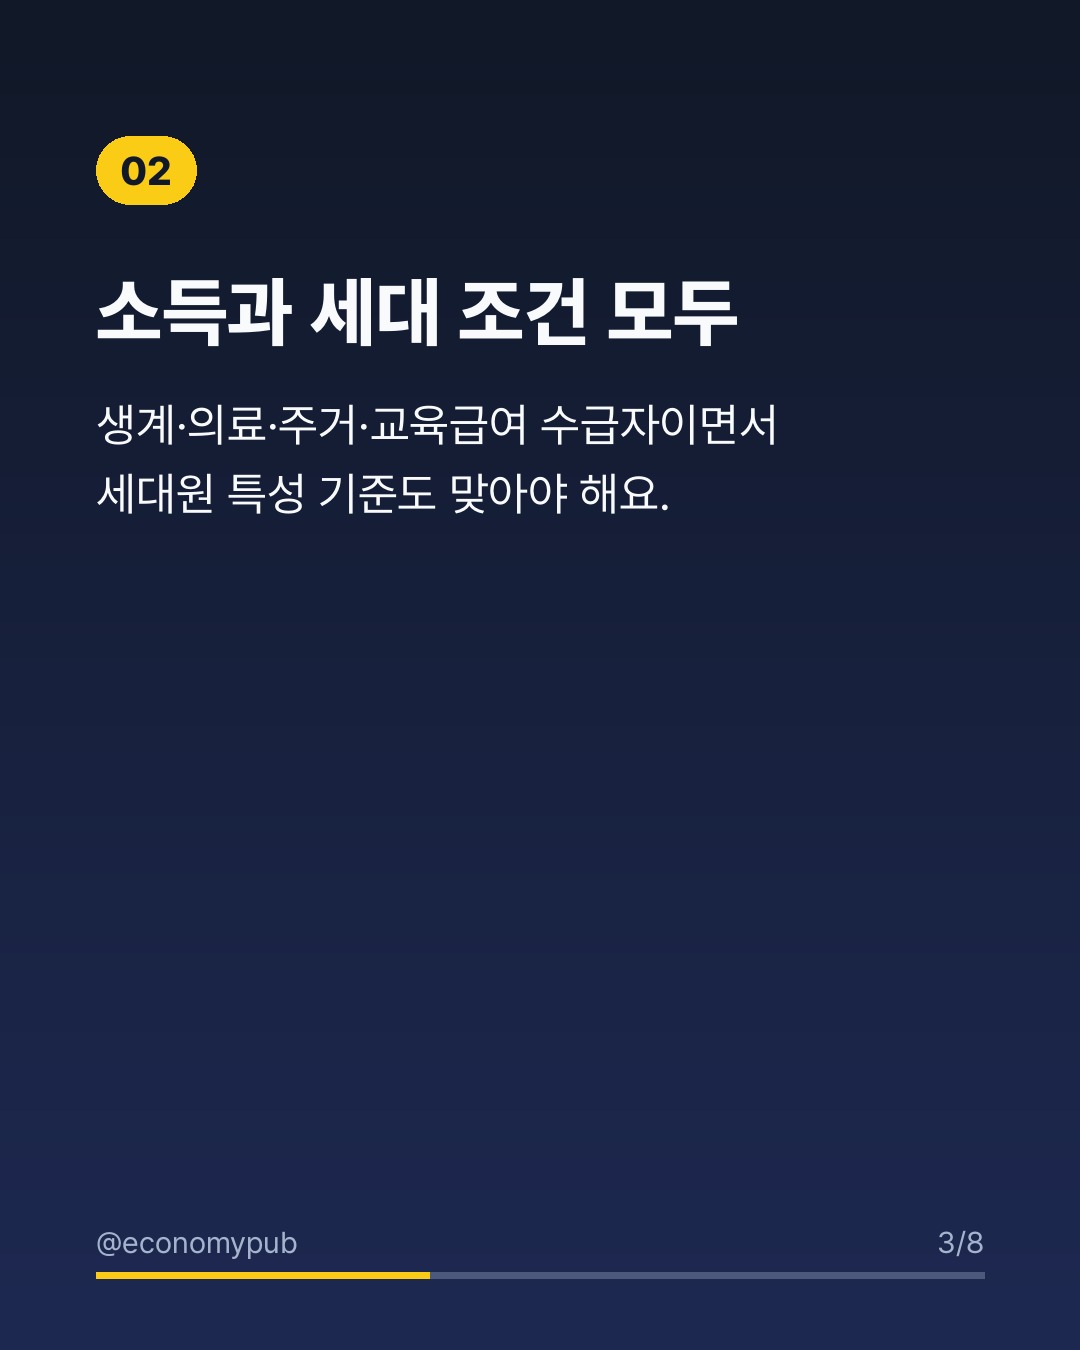 02
소득과 세대 조건 모두
생계·의료·주거·교육급여 수급자이면서
세대원 특성 기준도 맞아야 해요.
@economypub
3/8